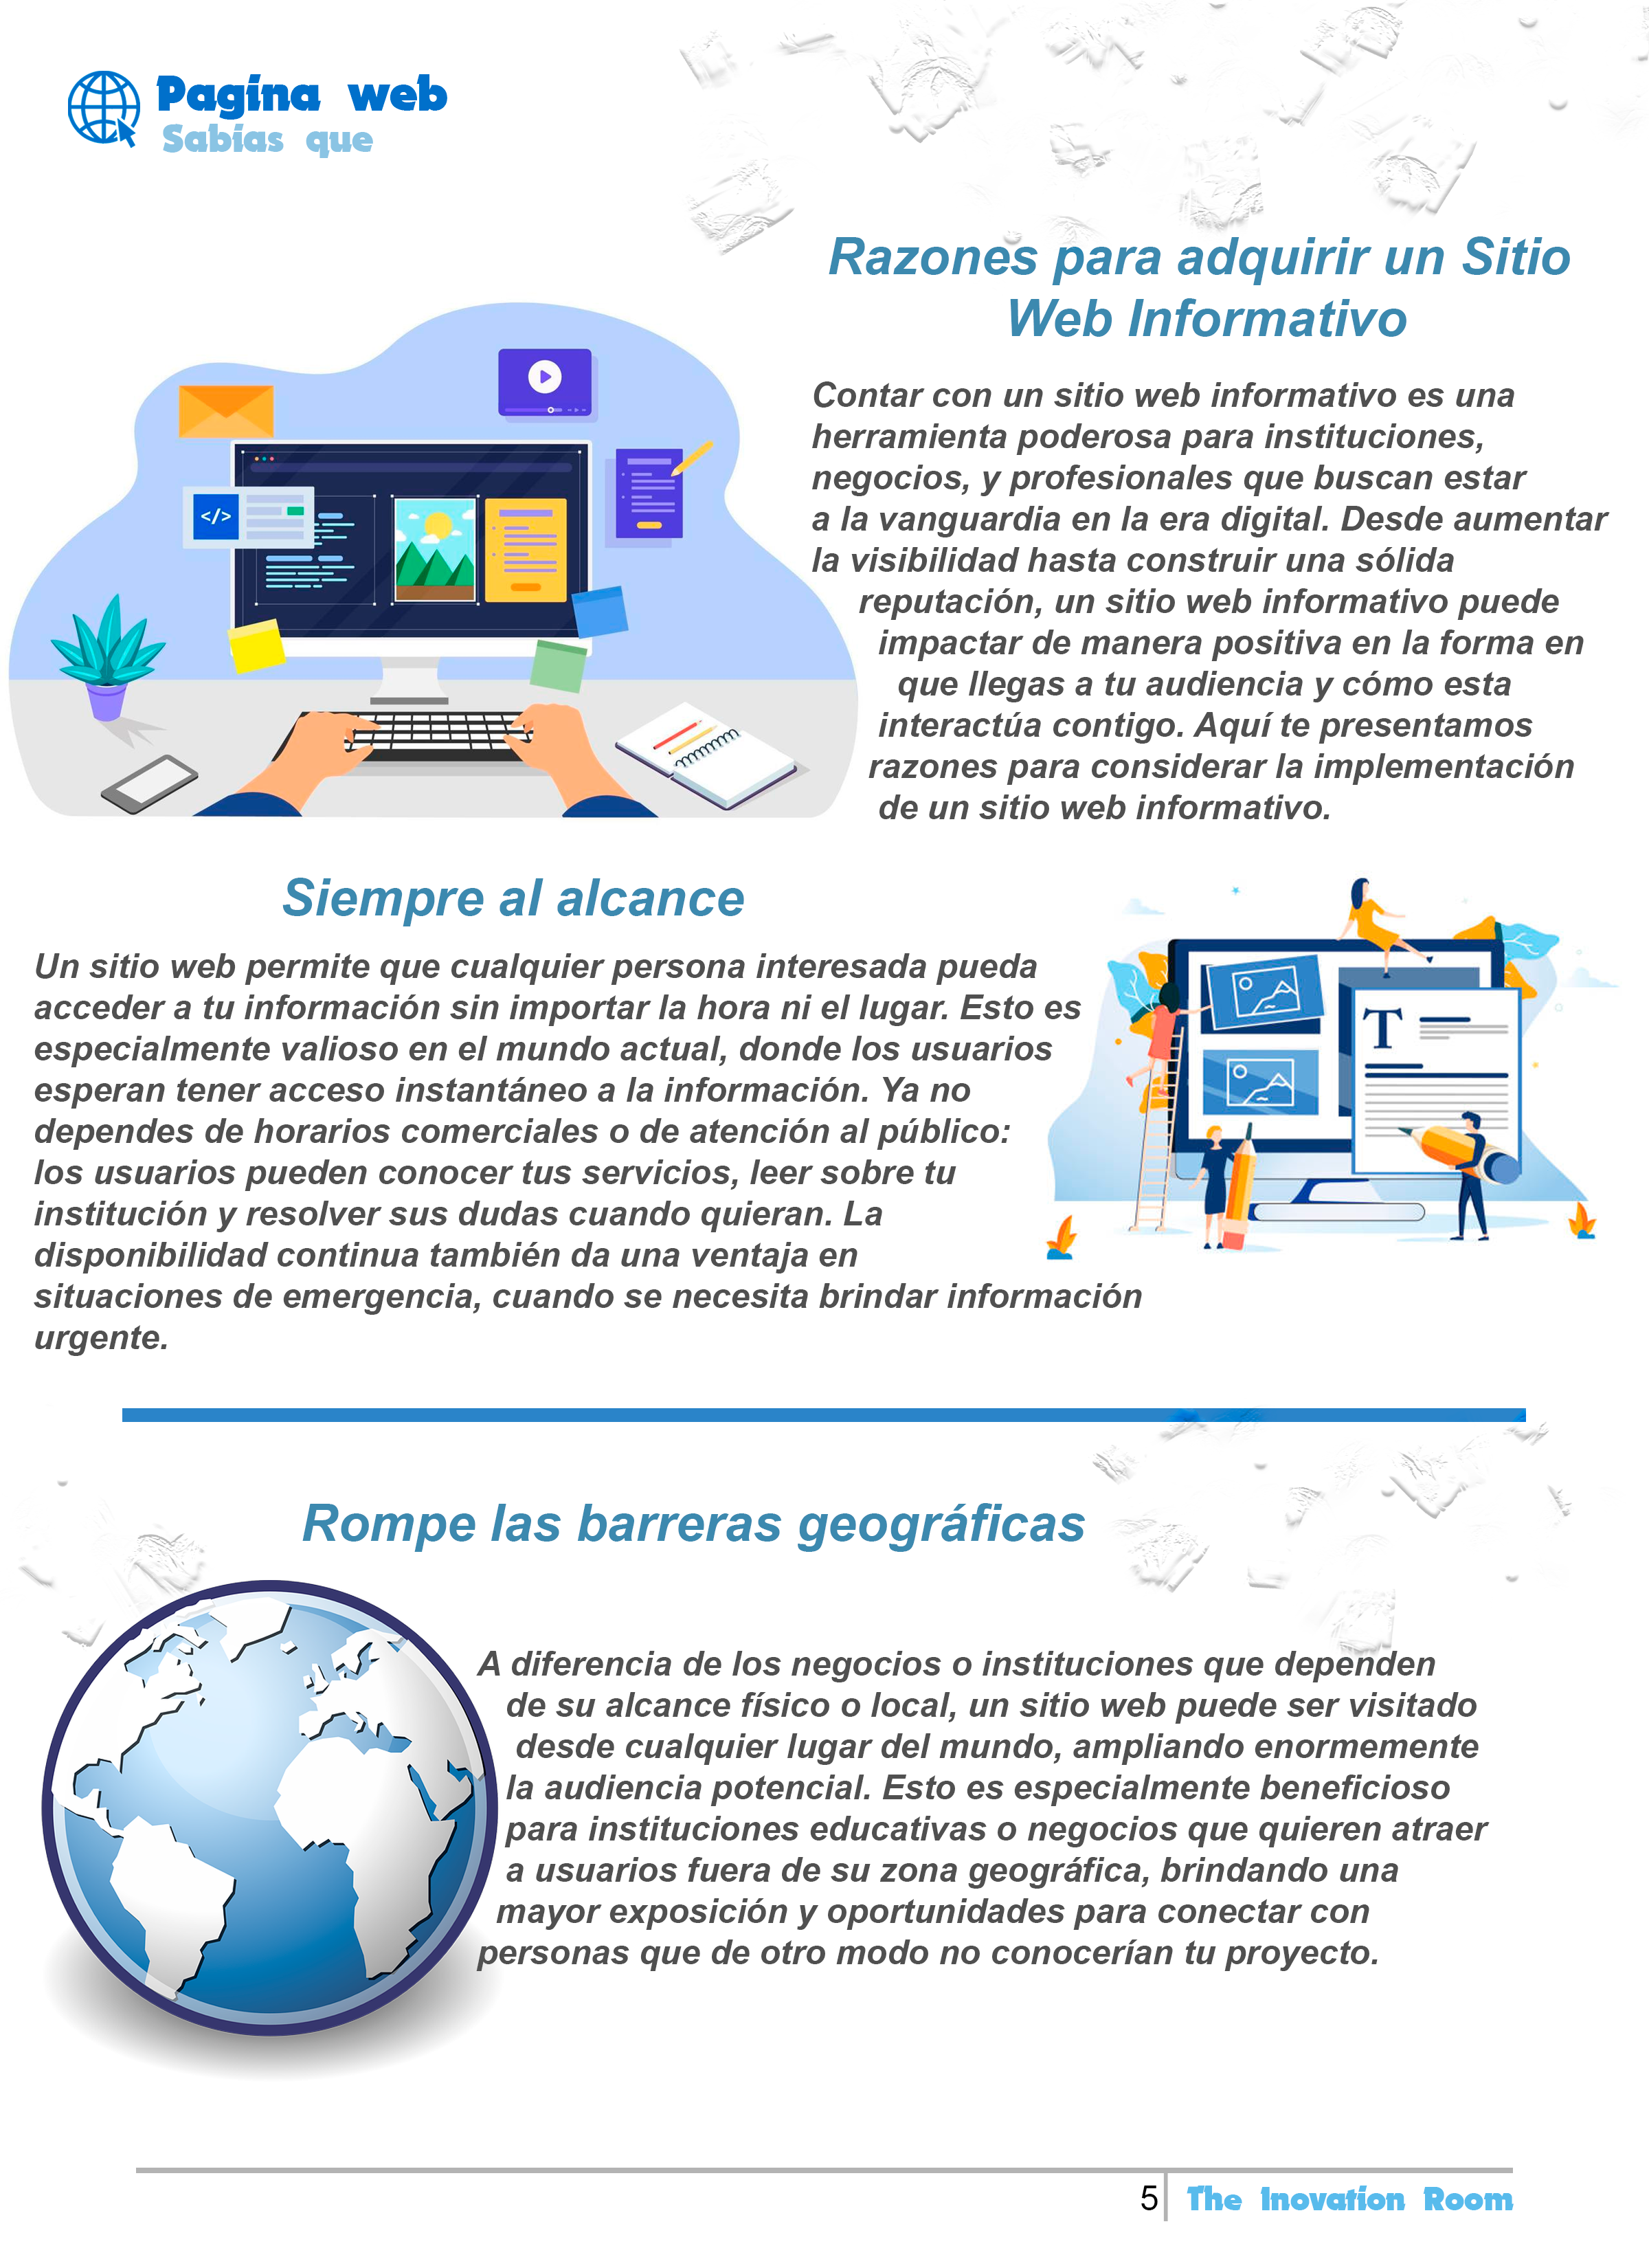 Pagina web
Sabias que
Razones para adquirir un Sitio
Web Informativo
Contar con un sitio web informativo es una
herramienta poderosa para instituciones,
negocios, y profesionales que buscan estar
a la vanguardia en la era digital. Desde aumentar
la visibilidad hasta construir una sólida
reputación, un sitio web informativo puede
impactar de manera positiva en la forma en
que llegas a tu audiencia y cómo esta
interactúa contigo. Aquí te presentamos
razones para considerar la implementación
de un sitio web informativo.
</>
Siempre al alcance
Un sitio web permite que cualquier persona interesada pueda
acceder a tu información sin importar la hora ni el lugar. Esto es
especialmente valioso en el mundo actual, donde los usuarios
esperan tener acceso instantáneo a la información. Ya no
dependes de horarios comerciales o de atención al público:
los usuarios pueden conocer tus servicios, leer sobre tu
institución y resolver sus dudas cuando quieran. La
disponibilidad continua también da una ventaja en
situaciones de emergencia, cuando se necesita brindar información
urgente.
T
Rompe las barreras geográficas
A diferencia de los negocios o instituciones que dependen
de su alcance físico o local, un sitio web puede ser visitado
desde cualquier lugar del mundo, ampliando enormemente
la audiencia potencial. Esto es especialmente beneficioso
para instituciones educativas o negocios que quieren atraer
a usuarios fuera de su zona geográfica, brindando una
mayor exposición y oportunidades para conectar con
personas que de otro modo no conocerían tu proyecto.
5 The Inovation Room